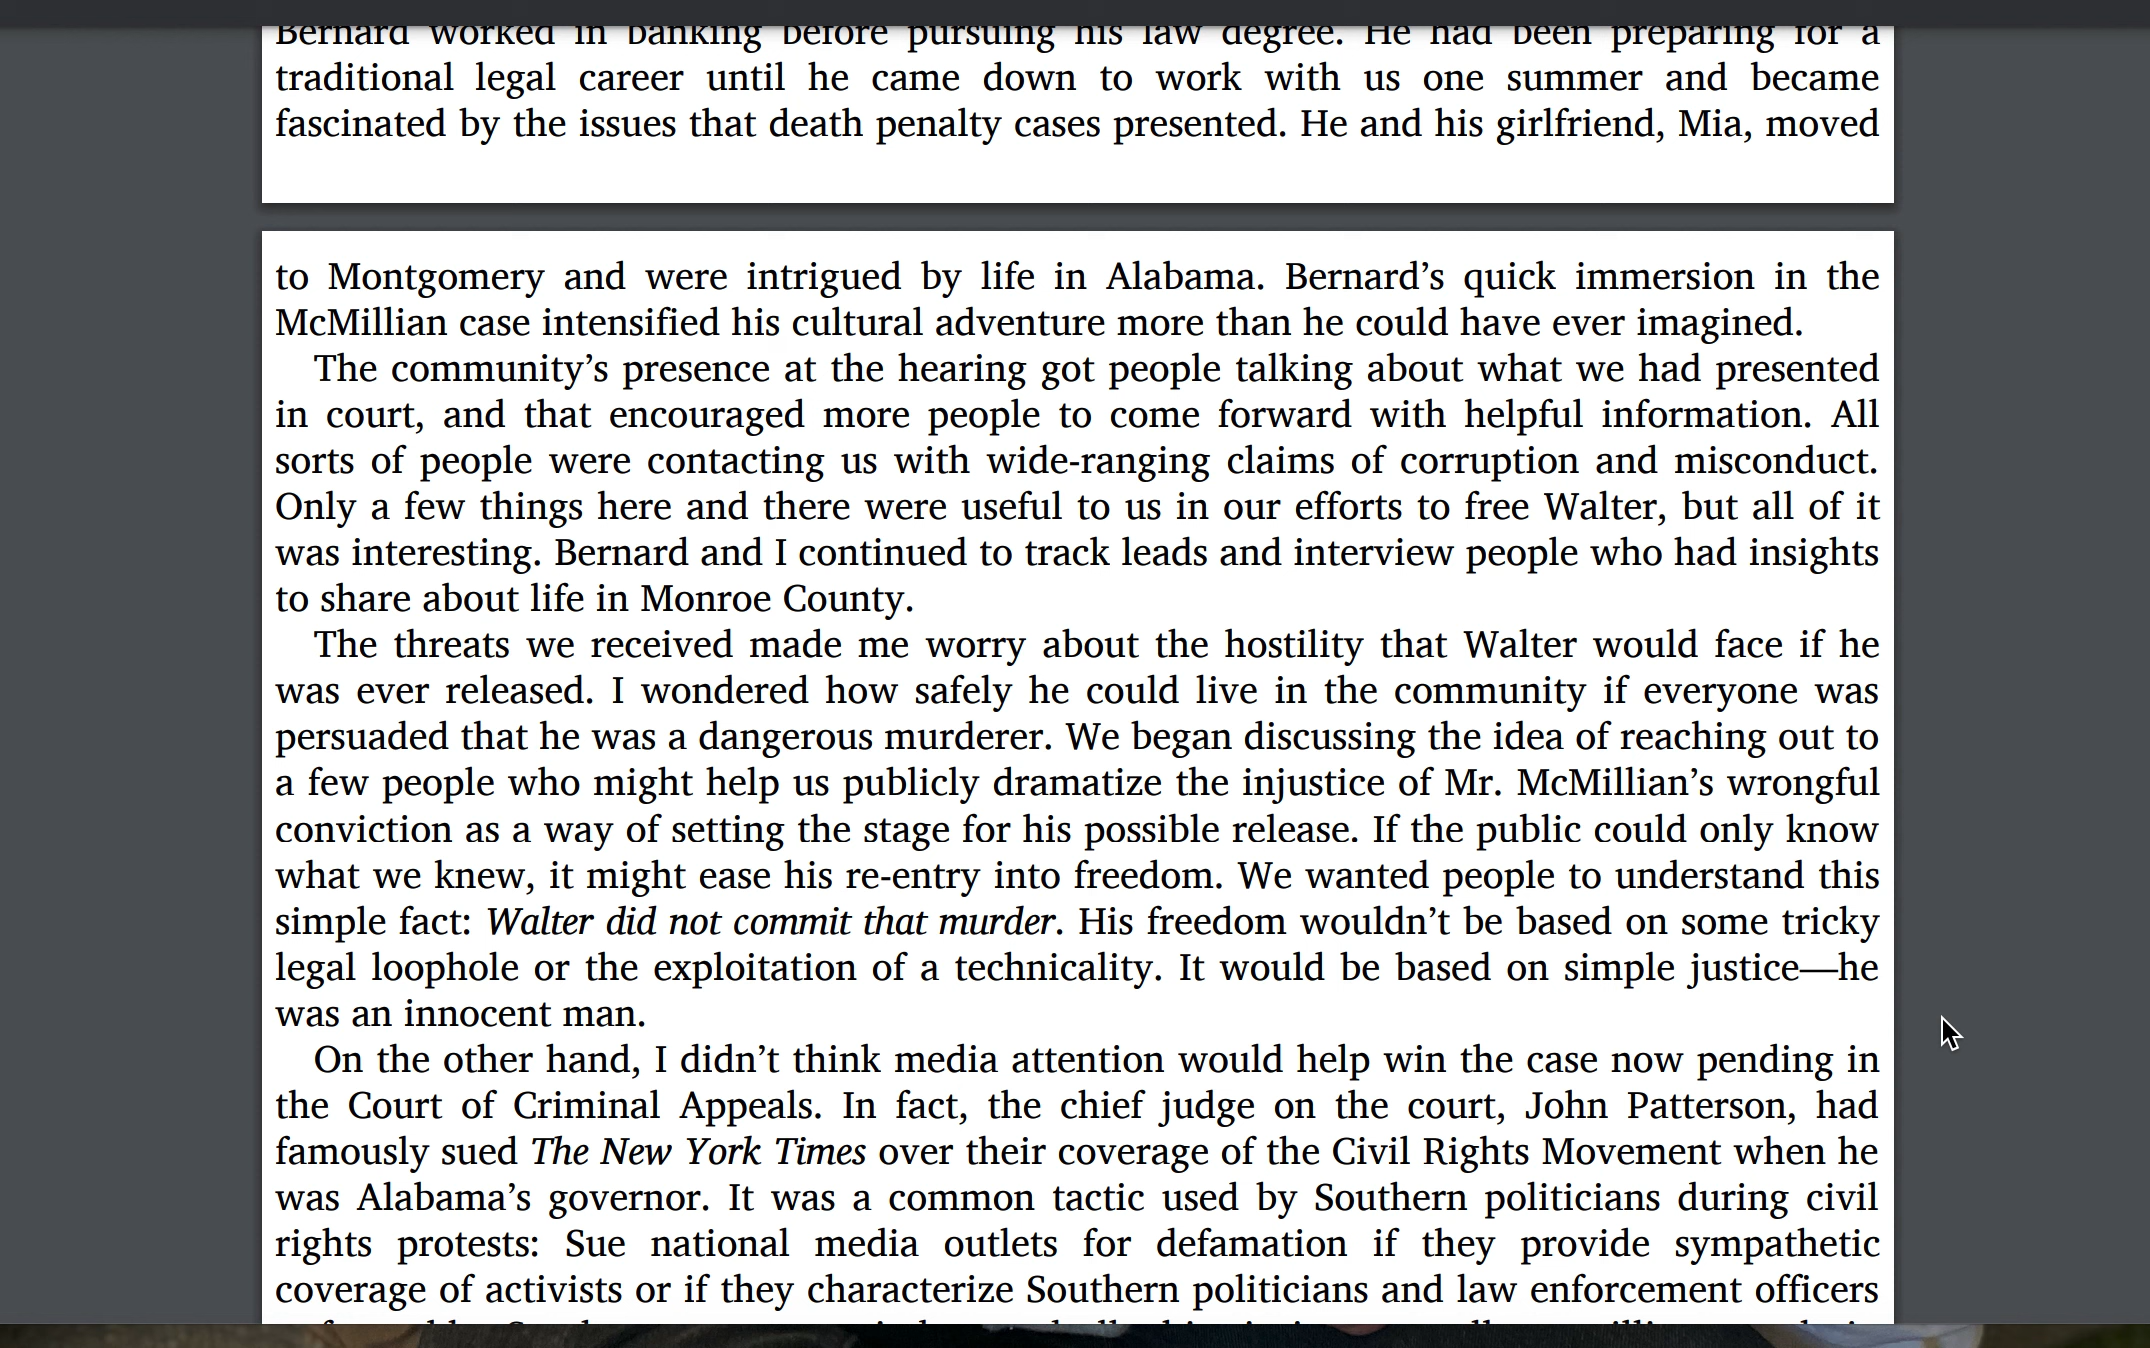 Bernard worked in banking before pursuing his law degree. He had been preparing for a
traditional legal career until he came down to work with us one summer and became
fascinated by the issues that death penalty cases presented. He and his girlfriend, Mia, moved
to Montgomery and were intrigued by life in Alabama. Bernard’s quick immersion in the
McMillian case intensified his cultural adventure more than he could have ever imagined.
The community’s presence at the hearing got people talking about what we had presented
in court, and that encouraged more people to come forward with helpful information. All
sorts of people were contacting us with wide-ranging claims of corruption and misconduct.
Only a few things here and there were useful to us in our efforts to free Walter, but all of it
was interesting. Bernard and I continued to track leads and interview people who had insights
to share about life in Monroe County.
The threats we received made me worry about the hostility that Walter would face if he
was ever released. I wondered how safely he could live in the community if everyone was
persuaded that he was a dangerous murderer. We began discussing the idea of reaching out to
a few people who might help us publicly dramatize the injustice of Mr. McMillian’s wrongful
conviction as a way of setting the stage for his possible release. If the public could only know
what we knew, it might ease his re-entry into freedom. We wanted people to understand this
simple fact: Walter did not commit that murder. His freedom wouldn’t be based on some tricky
legal loophole or the exploitation of a technicality. It would be based on simple justice—he
was an innocent man.
On the other hand, I didn’t think media attention would help win the case now pending in
the Court of Criminal Appeals. In fact, the chief judge on the court, John Patterson, had
famously sued The New York Times over their coverage of the Civil Rights Movement when he
was Alabama’s governor. It was a common tactic used by Southern politicians during civil
rights protests: Sue national media outlets for defamation if they provide sympathetic
coverage of activists or if they characterize Southern politicians and law enforcement officers